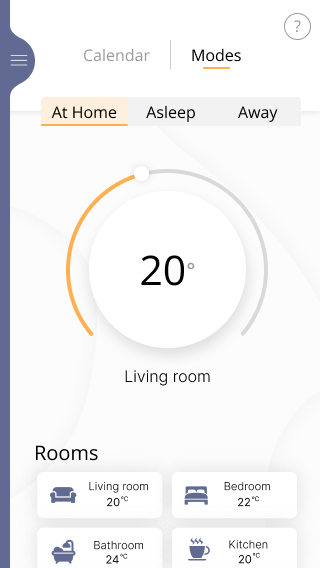 ?
Calendar Modes
At Home Asleep Away
20°
Living room
Rooms
Living room Bedroom
20°C 22°C
Bathroom Kitchen
24°C 20°C